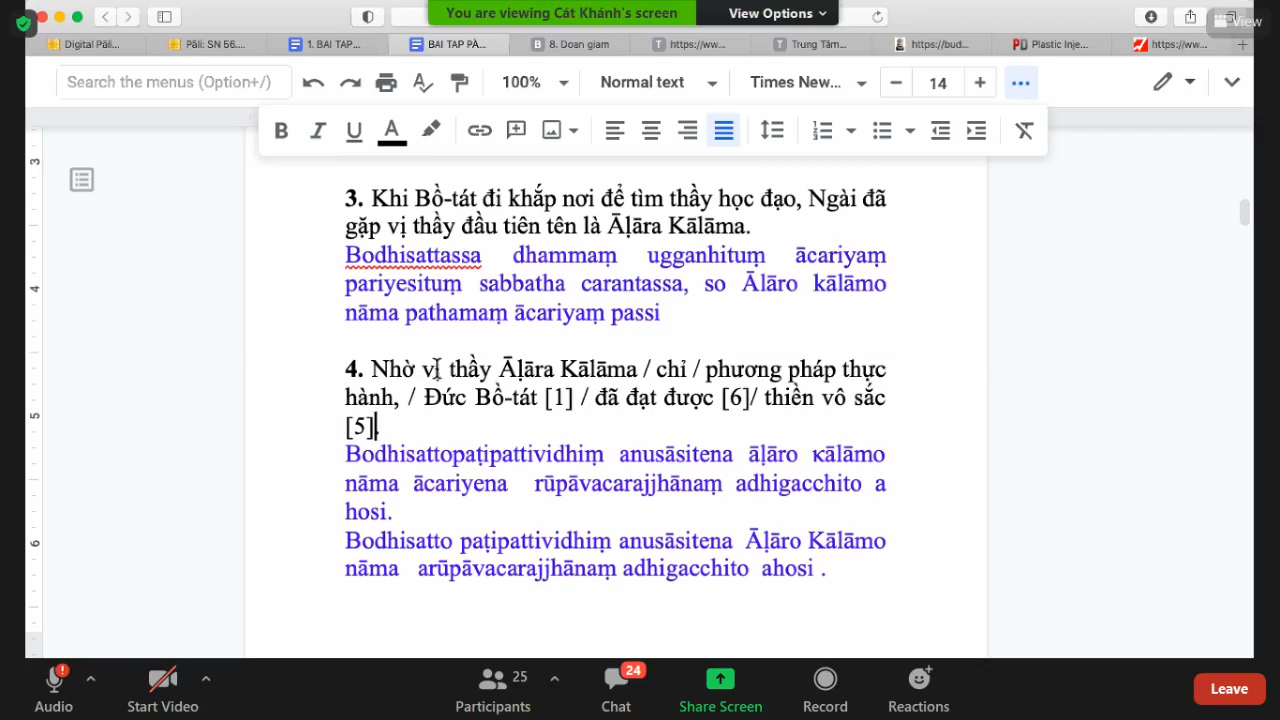 You are viewing Cát Khánh's screen
View Options
View
Digital Pāli...
Pāli: SN 56....
1. BAI TAP...
BAI TAP PÀ...
8. Doan giam
https://ww...
Trung Tâm...
https://bud...
Plastic Inje...
https://ww...
Search the menus (Option+/)
100%
Normal text
Times New...
14
3. Khi Bồ-tát đi khắp nơi để tìm thầy học đạo, Ngài đã
gặp vị thầy đầu tiên tên là Āḷāra Kālāma.
Bodhisattassa dhammaṃ ugganhituṃ ācariyaṃ
pariyesituṃ sabbatha carantassa, so Ālāro kālāmo
nāma pathamaṃ ācariyaṃ passi
4. Nhờ vị thầy Āḷāra Kālāma / chỉ / phương pháp thực
hành, / Đức Bồ-tát [1] / đã đạt được [6]/ thiền vô sắc
[5].
Bodhisattopaṭipattividhiṃ anusāsitena āḷāro ĸālāmo
nāma ācariyena rūpāvacarajjhānaṃ adhigacchito a
hosi.
Bodhisatto paṭipattividhiṃ anusāsitena Āḷāro Kālāmo
nāma arūpāvacarajjhānaṃ adhigacchito ahosi .
3
4
5
6
25
24
Audio
Start Video
Participants
Chat
Share Screen
Record
Reactions
Leave